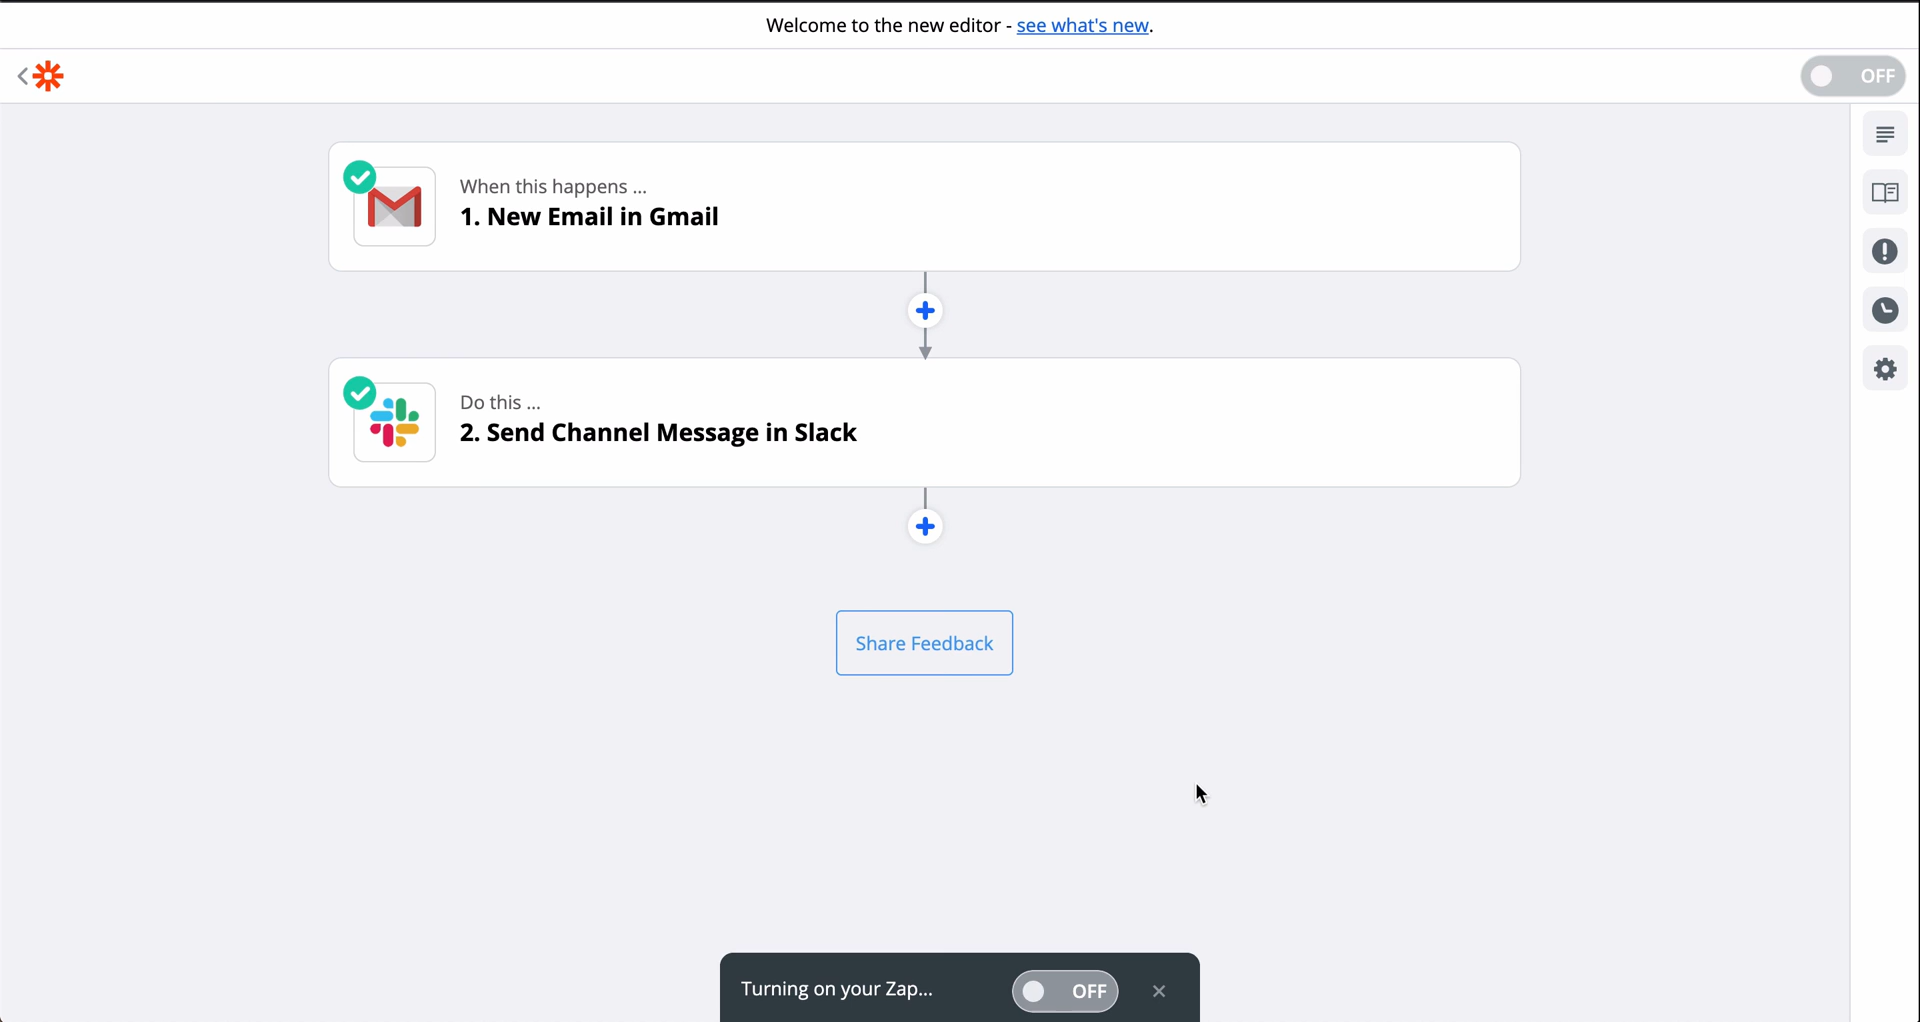 Welcome to the new editor - see what's new.
OFF
When this happens ...
1. New Email in Gmail
Do this ...
2. Send Channel Message in Slack
Share Feedback
Turning on your Zap...
OFF